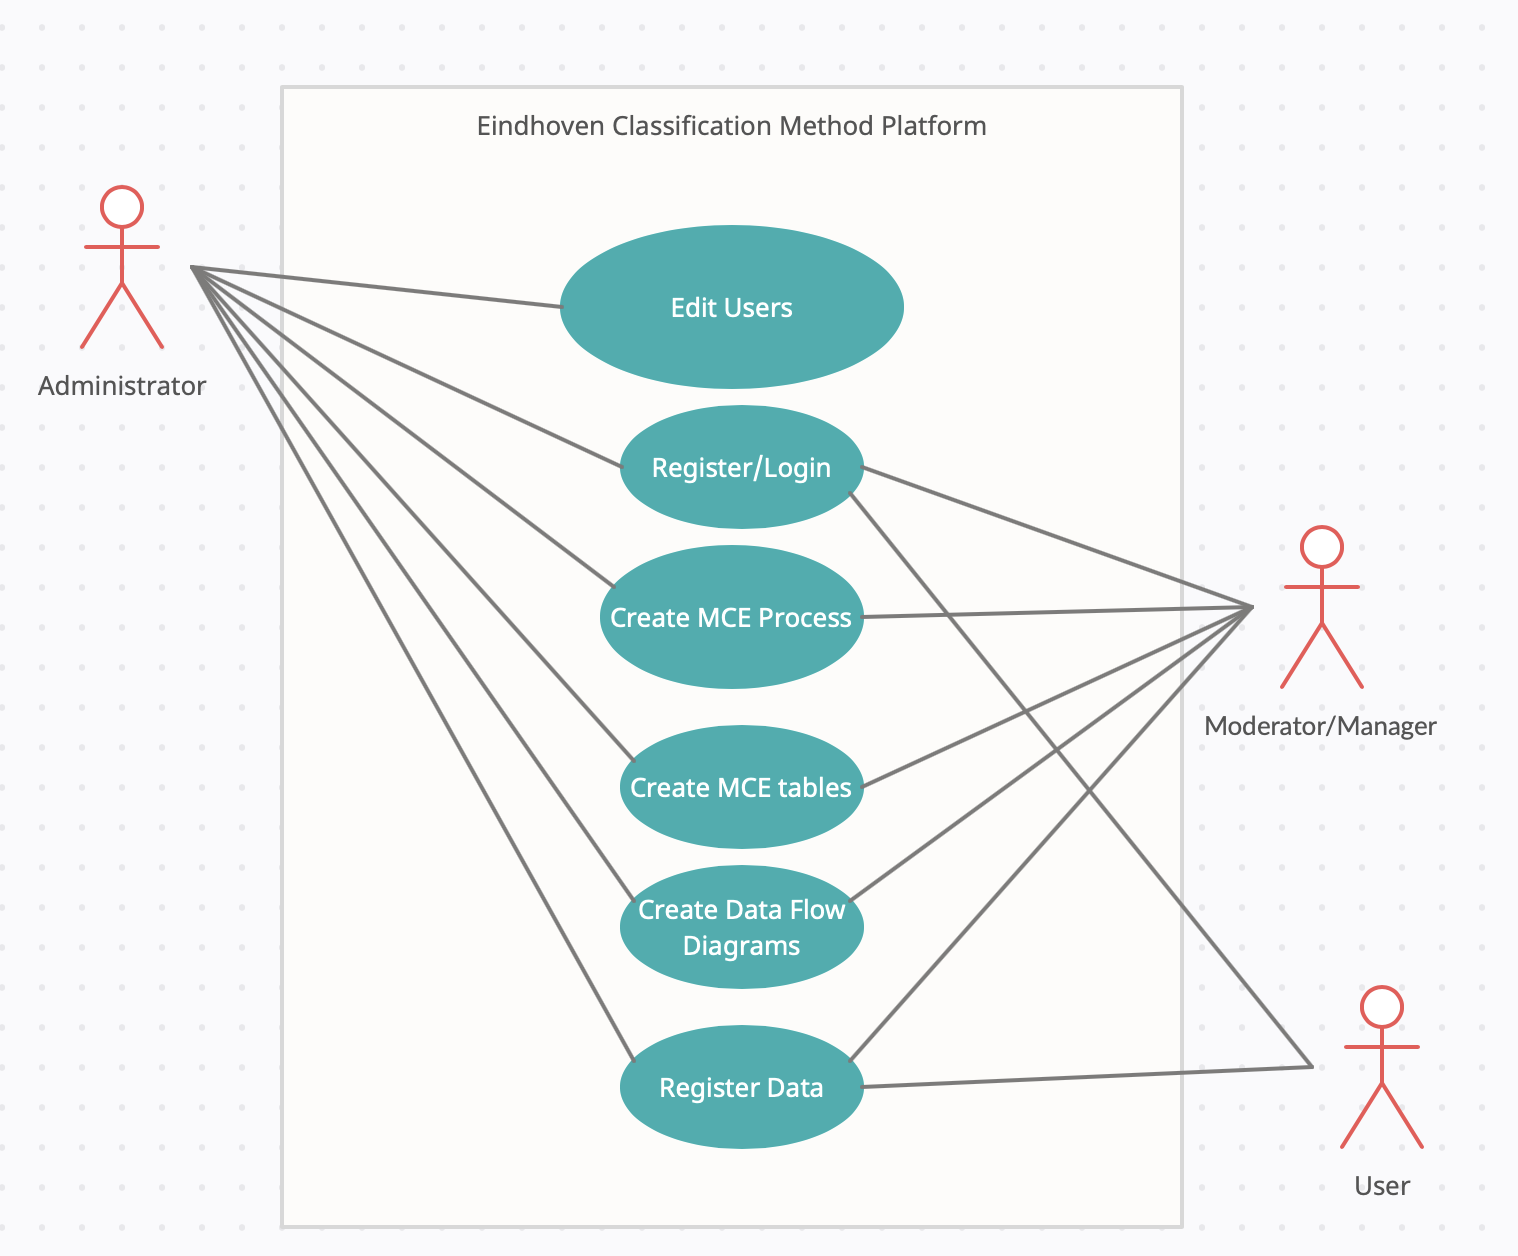 Eindhoven Classification Method Platform
Edit Users
Administrator
Register/Login
Create MCE Process
Moderator/Manager
Create MCE tables
Create Data Flow
Diagrams
Register Data
User